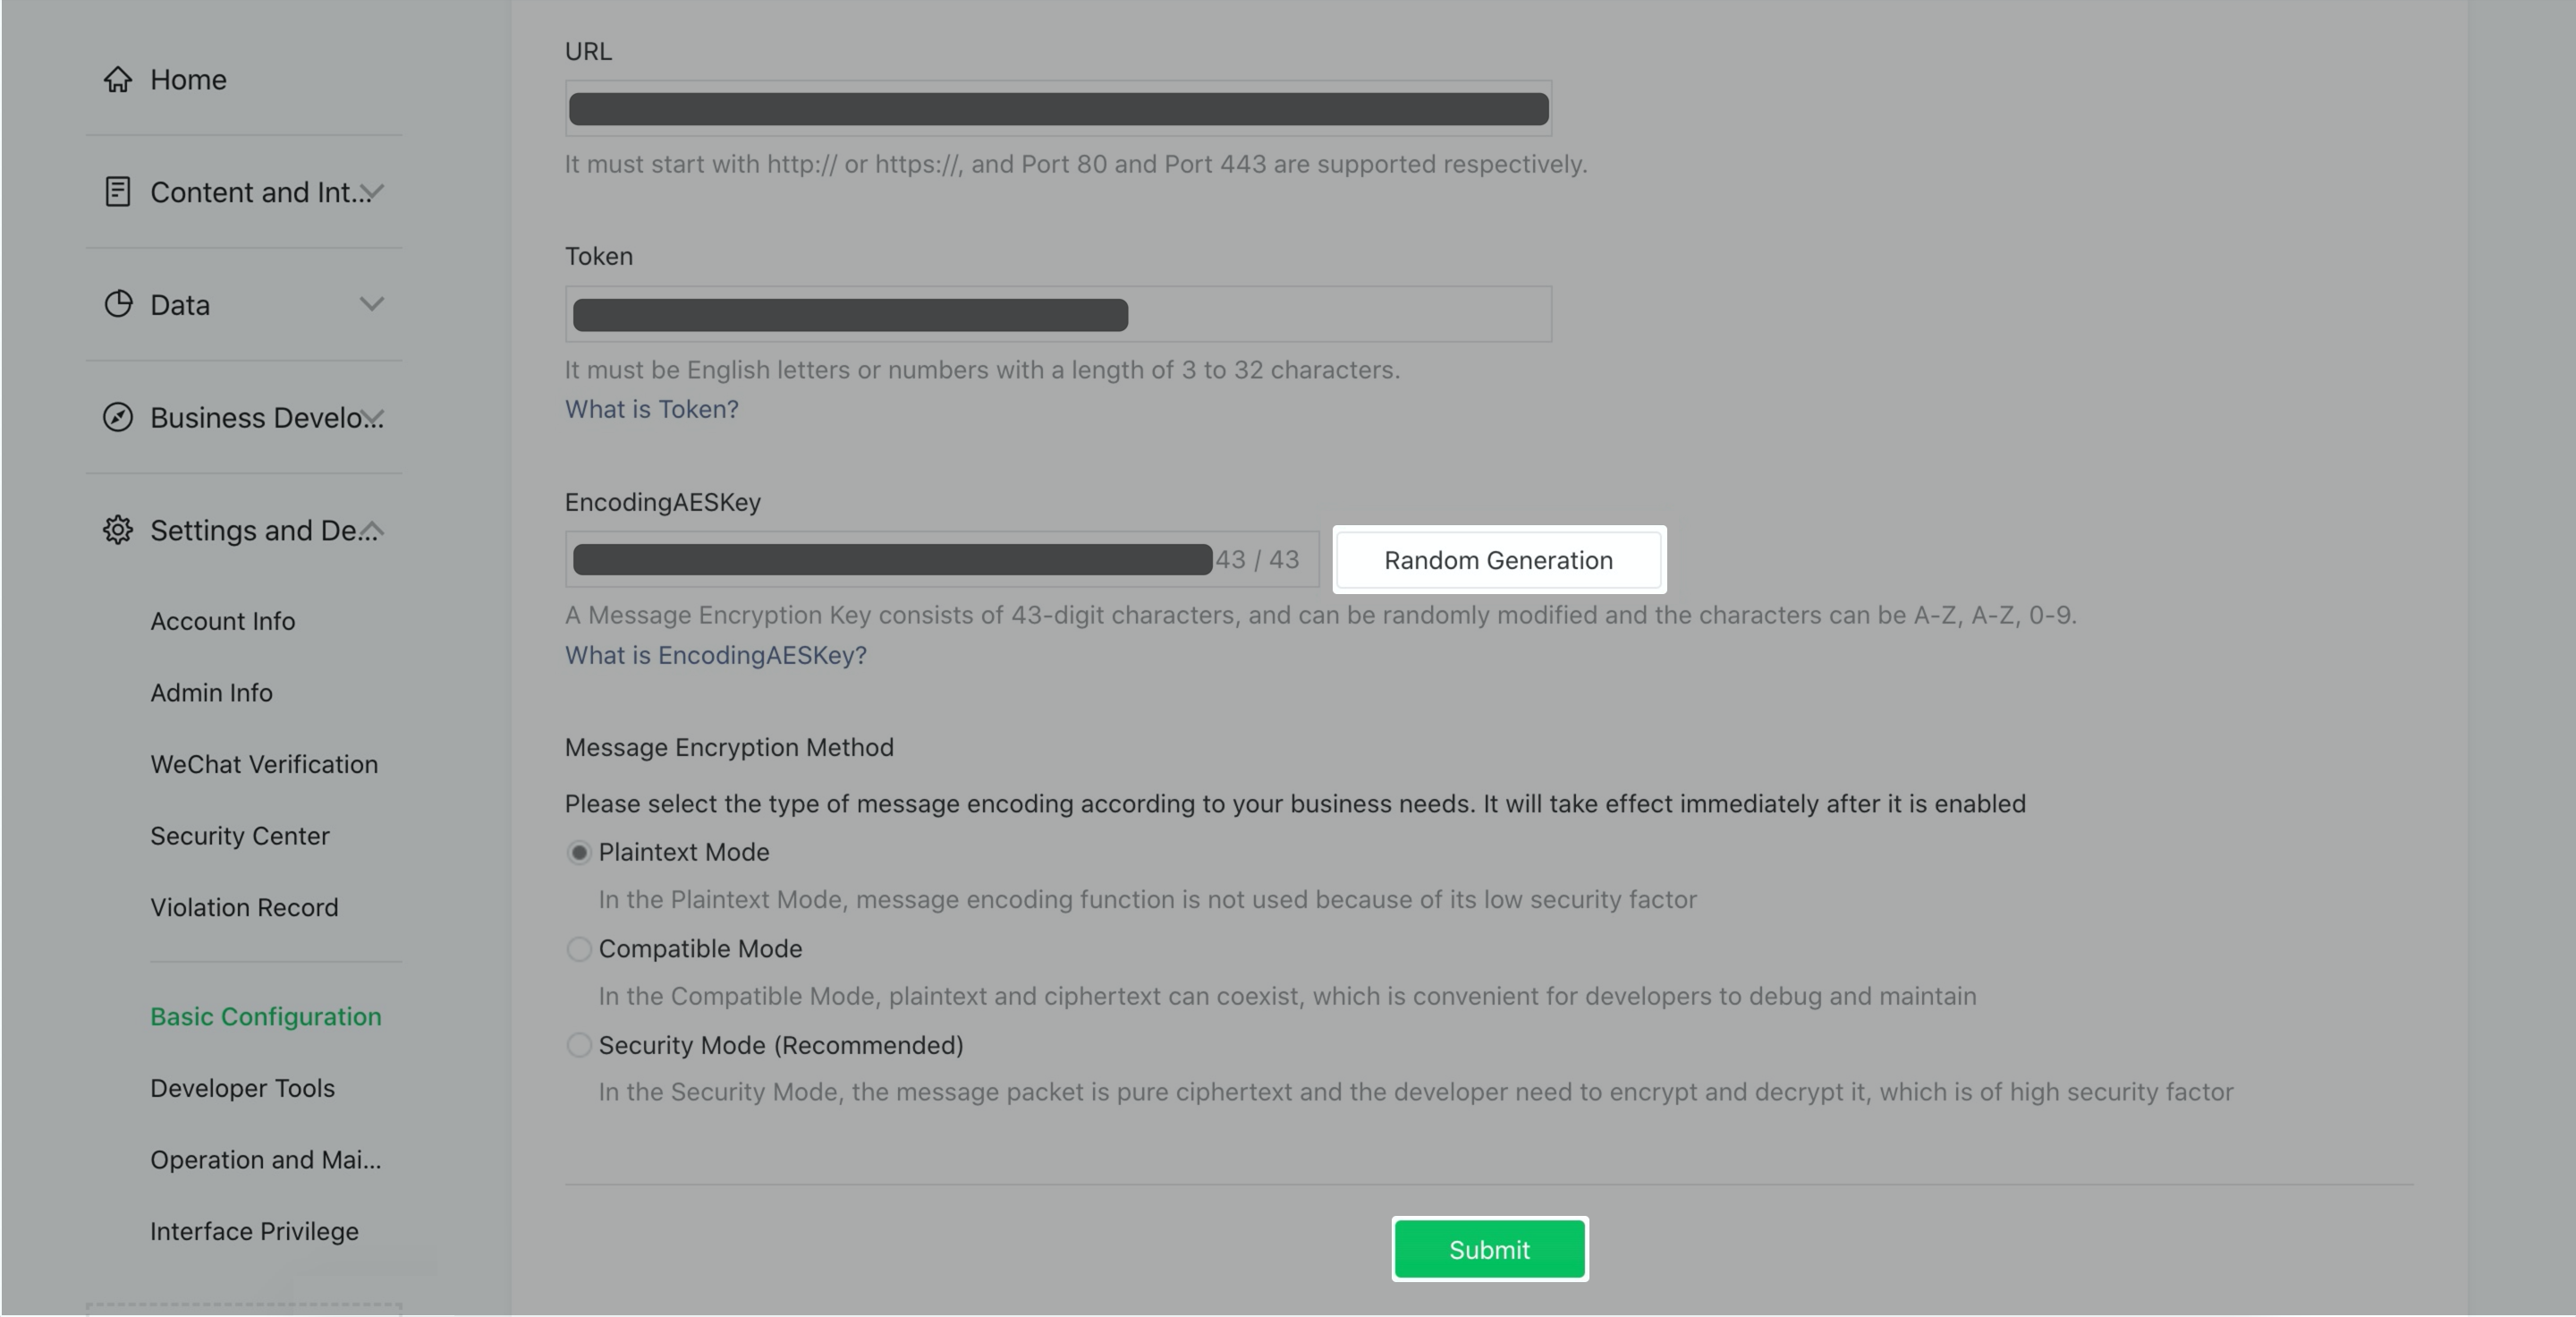 Home
Content and Int...
Data
Business Develo...
Settings and De...
Account Info
Admin Info
WeChat Verification
Security Center
Violation Record
Basic Configuration
Developer Tools
Operation and Mai...
Interface Privilege
URL
It must start with http:// or https://, and Port 80 and Port 443 are supported respectively.
Token
It must be English letters or numbers with a length of 3 to 32 characters.
What is Token?
EncodingAESKey
43 / 43
Random Generation
A Message Encryption Key consists of 43-digit characters, and can be randomly modified and the characters can be A-Z, A-Z, 0-9.
What is EncodingAESKey?
Message Encryption Method
Please select the type of message encoding according to your business needs. It will take effect immediately after it is enabled
Plaintext Mode
In the Plaintext Mode, message encoding function is not used because of its low security factor
Compatible Mode
In the Compatible Mode, plaintext and ciphertext can coexist, which is convenient for developers to debug and maintain
Security Mode (Recommended)
In the Security Mode, the message packet is pure ciphertext and the developer need to encrypt and decrypt it, which is of high security factor
Submit